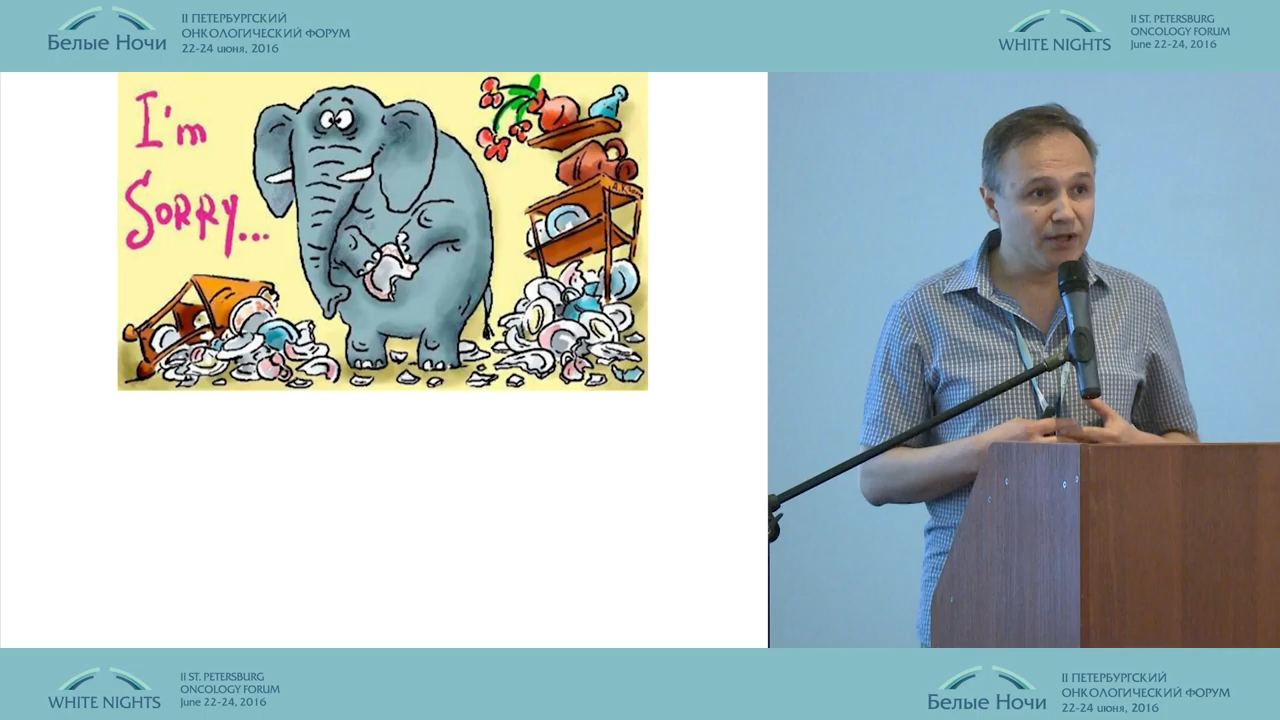 Белые Ночи
II ПЕТЕРБУРГСКИЙ
ОНКОЛОГИЧЕСКИЙ ФОРУМ
22-24 июня, 2016
WHITE NIGHTS
II ST. PETERSBURG
ONCOLOGY FORUM
June 22-24, 2016
I'm
SORRY...
WHITE NIGHTS
II ST. PETERSBURG
ONCOLOGY FORUM
June 22-24, 2016
Белые Ночи
II ПЕТЕРБУРГСКИЙ
ОНКОЛОГИЧЕСКИЙ ФОРУМ
22-24 июня, 2016